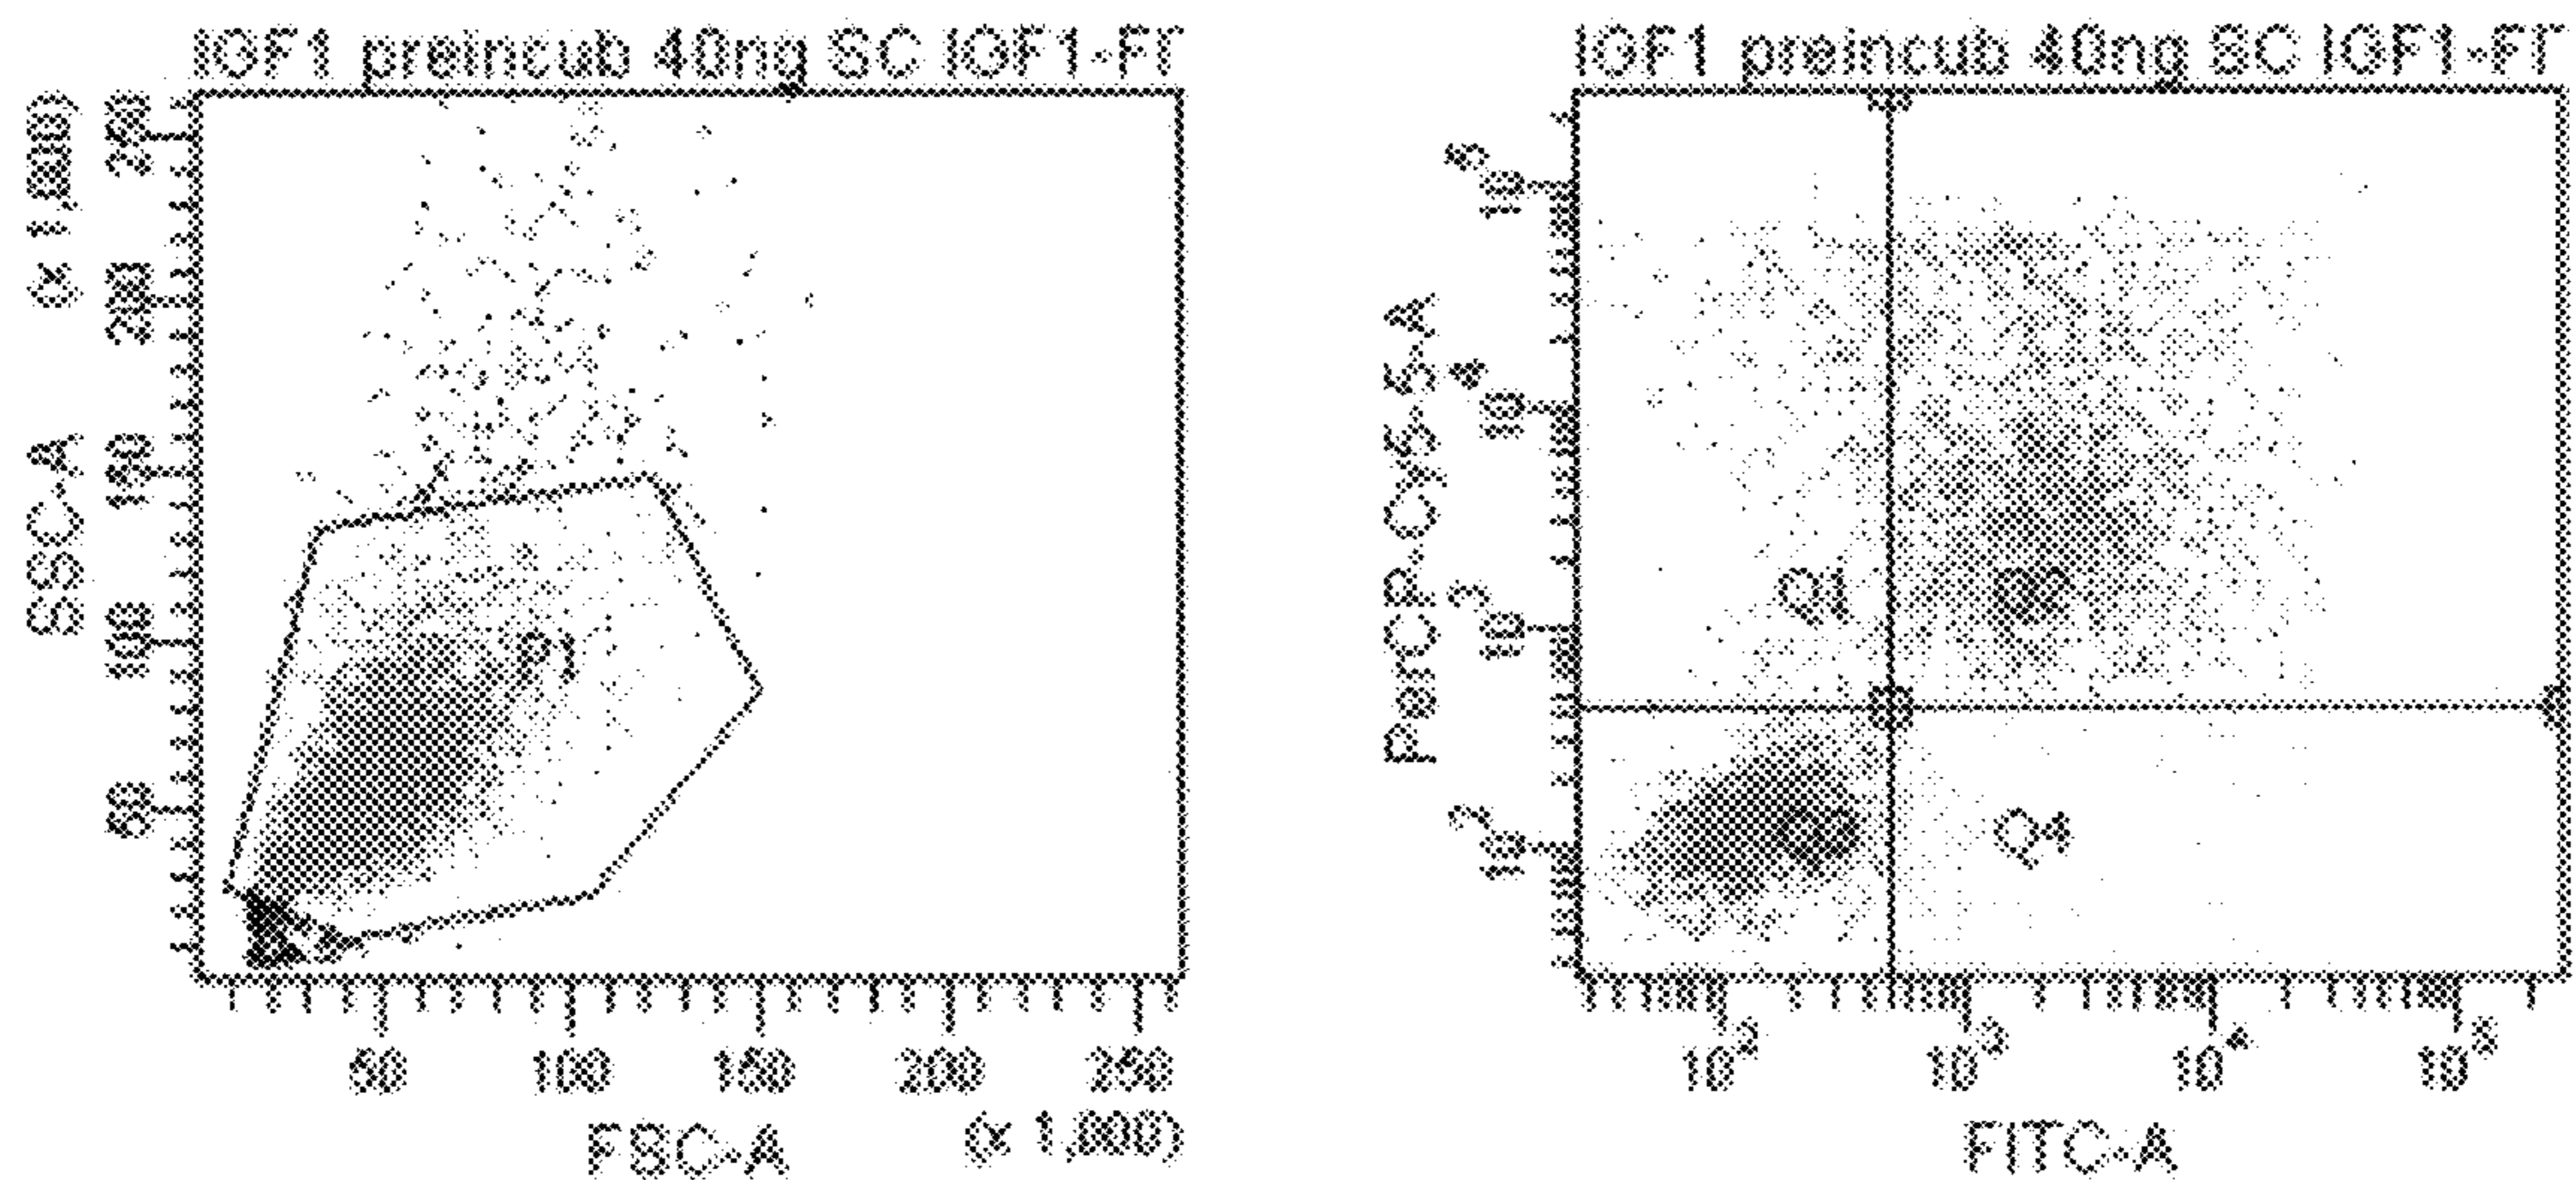 IGF1 preincub 40ng SC IGF1-FI
(x 1,000)
SSC-A
250
200
150
100
50
P1
50 100 150 200 250
FSC-A (x 1,000)
IGF1 preincub 40ng SC IGF1-FI
PerCP-Cy5-5-A
10^5
10^4
10^3
10^2
Q1 Q2
Q4
10^2 10^3 10^4 10^5
FITC-A